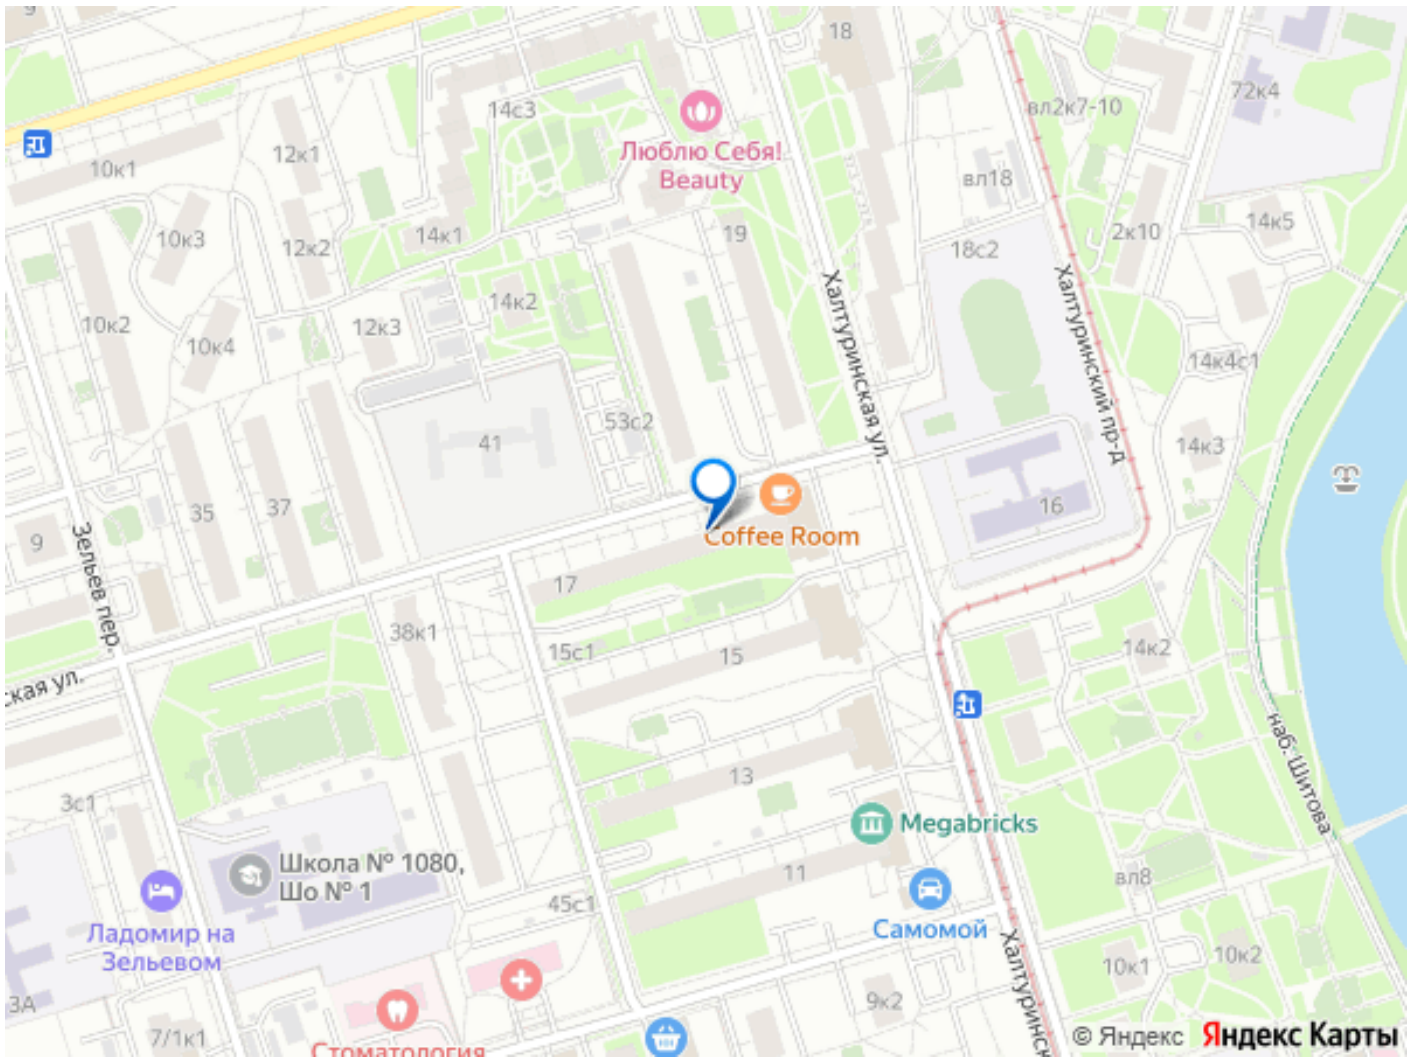 9
18
14с3
72к4
вл2к7-10
Люблю Себя!
Beauty
12к1
10к1
вл18
10к3
14к1
19
2к10
14к5
12к2
18с2
Халтуринская ул.
Халтуринский пр-д
14к2
10к2
12к3
10к4
14к4с1
53с2
41
14к3
35
37
16
Coffee Room
9
Зельев пер.
17
38к1
15с1
15
14к2
ская ул.
наб. Шитова
13
3с1
Megabricks
Школа № 1080,
Шо № 1
11
вл8
45с1
Самомой
Ладомир на
Зельевом
Халтуринск
10к2
10к1
3А
9к2
7/1к1
Стоматология
© Яндекс Яндекс Карты